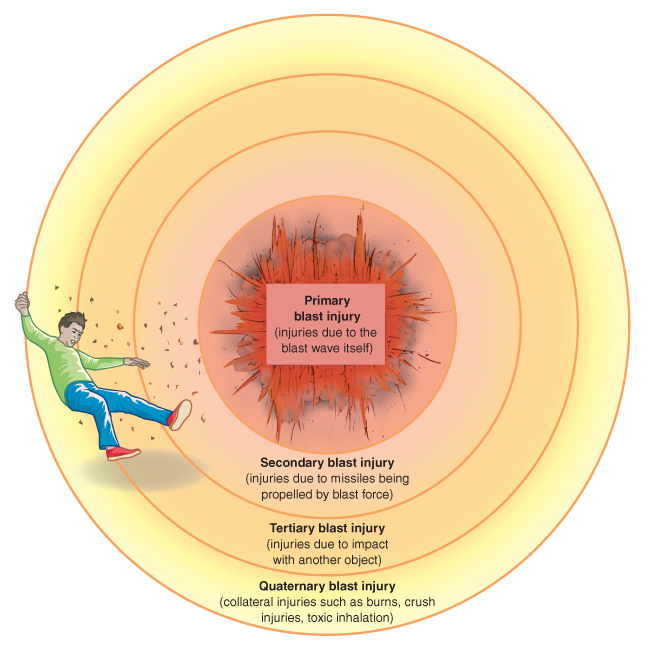 Primary
blast injury
(injuries due to the
blast wave itself)
Secondary blast injury
(injuries due to missiles being
propelled by blast force)
Tertiary blast injury
(injuries due to impact
with another object)
Quaternary blast injury
(collateral injuries such as burns, crush
injuries, toxic inhalation)